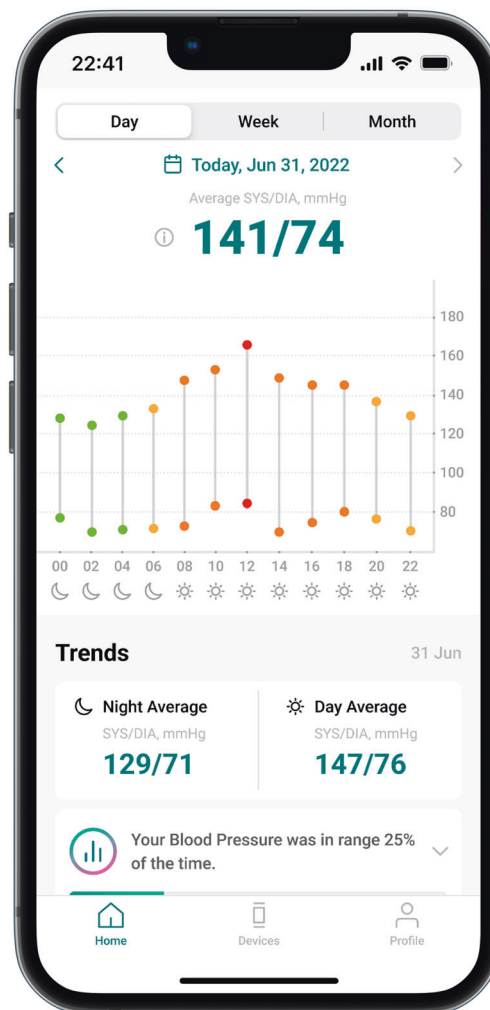 22:41
Day Week Month
Today, Jun 31, 2022
Average SYS/DIA, mmHg
141/74
180
160
140
120
100
80
00 02 04 06 08 10 12 14 16 18 20 22
Trends 31 Jun
Night Average Day Average
SYS/DIA, mmHg SYS/DIA, mmHg
129/71 147/76
Your Blood Pressure was in range 25%
of the time.
Home Devices Profile